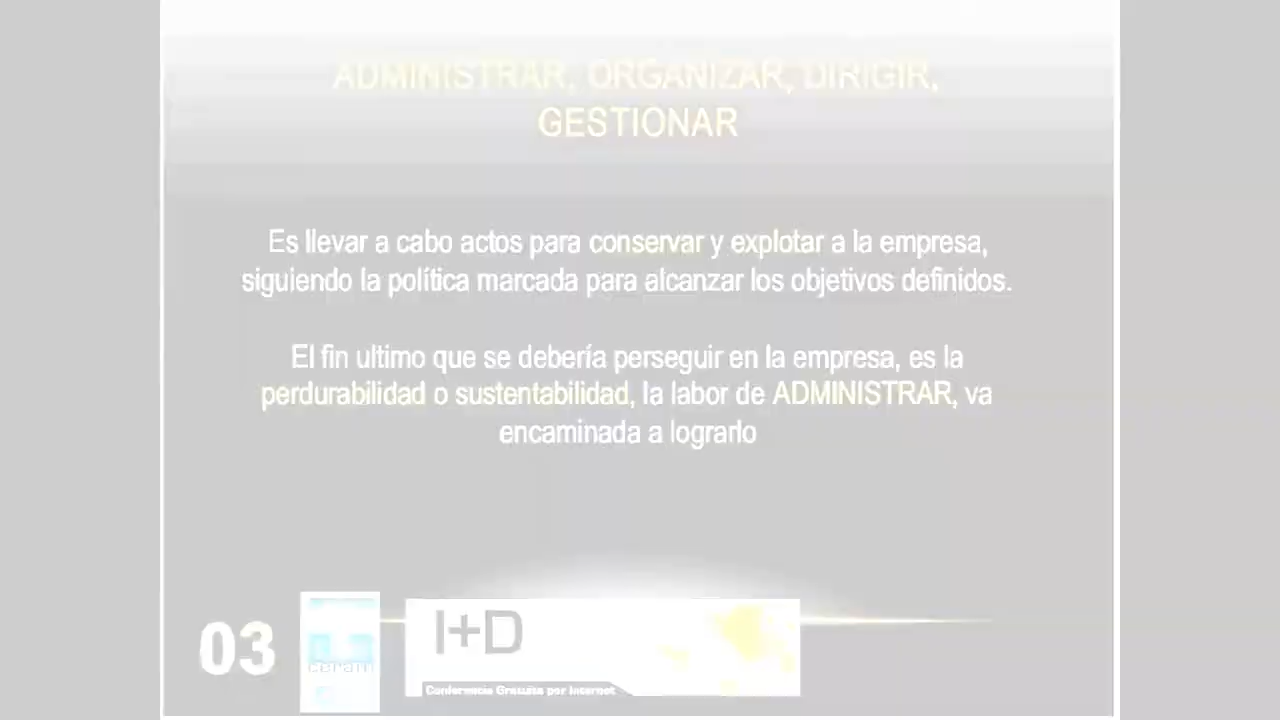 ADMINISTRAR, ORGANIZAR, DIRIGIR,
GESTIONAR
Es llevar a cabo actos para conservar y explotar a la empresa,
siguiendo la política marcada para alcanzar los objetivos definidos.
El fin ultimo que se debería perseguir en la empresa, es la
perdurabilidad o sustentabilidad, la labor de ADMINISTRAR, va
encaminada a lograrlo
03
I+D
Conferencia Gratuita por Internet